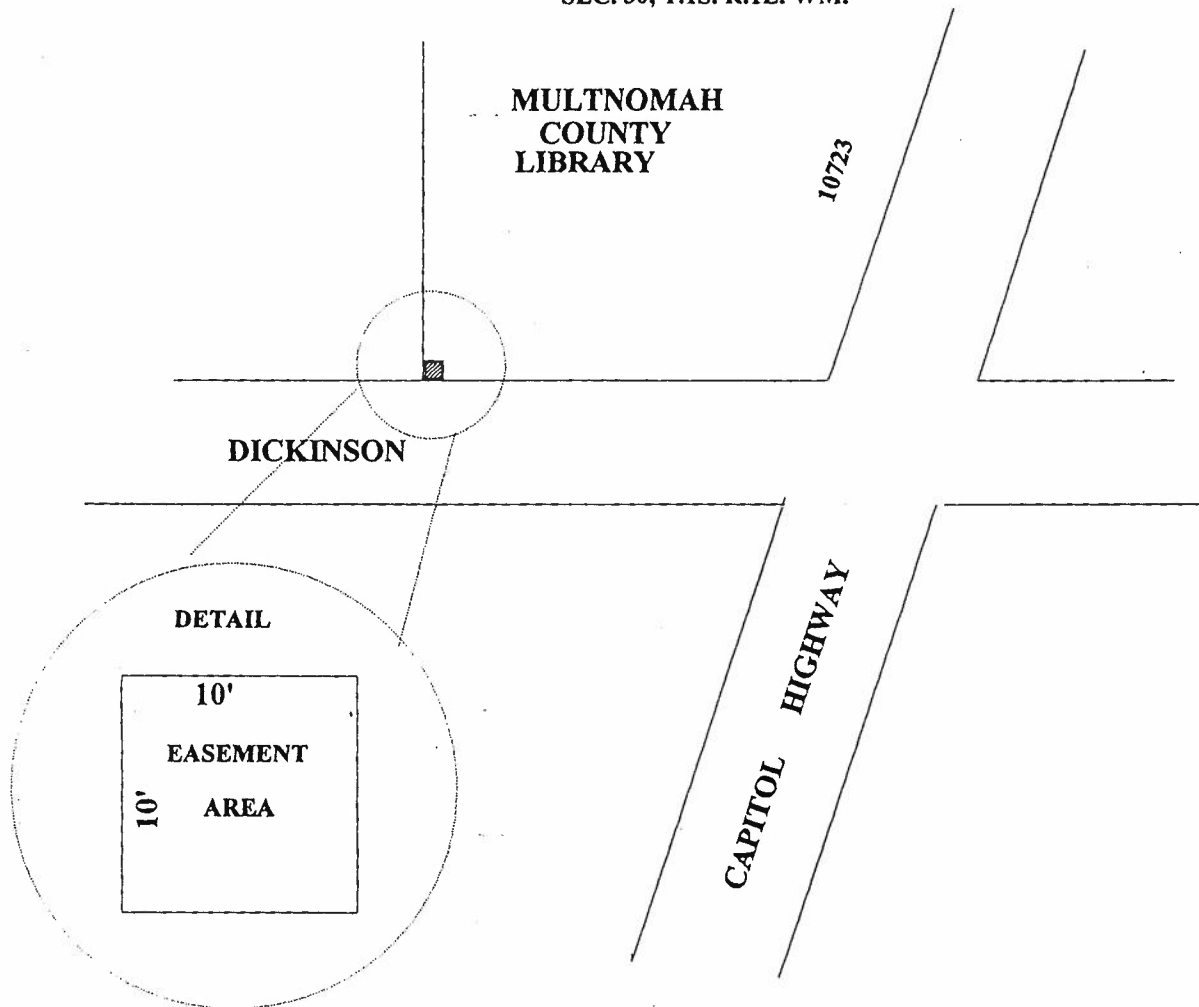 MULTNOMAH
COUNTY
LIBRARY
10723
DICKINSON
DETAIL
10'
EASEMENT
10'
AREA
CAPITOL HIGHWAY